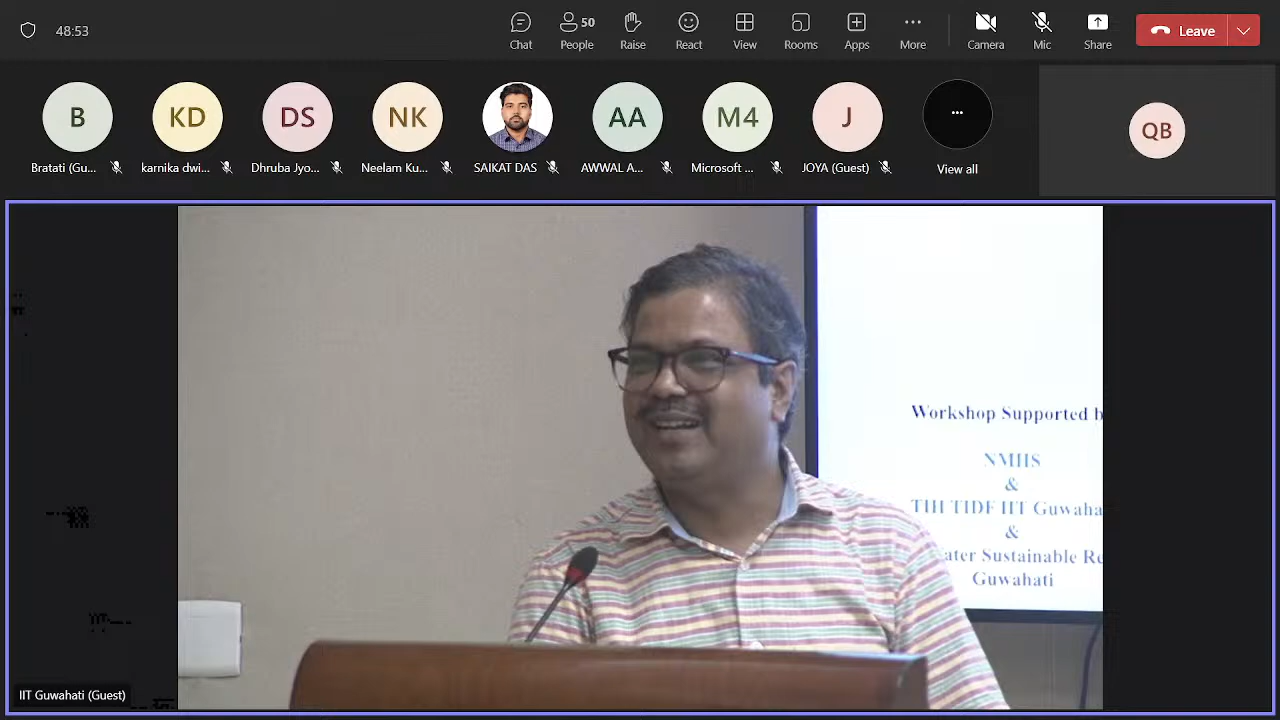 48:53
Chat
People
50
Raise
React
View
Rooms
Apps
More
Camera
Mic
Share
Leave
B
KD
DS
NK
AA
M4
J
QB
Bratati (Gu...
karnika dwi...
Dhruba Jyo...
Neelam Ku...
SAIKAT DAS
AWWAL A...
Microsoft ...
JOYA (Guest)
View all
Workshop Supported b
&
TIDF IIT Guwaha
&
ater Sustainable Re
Guwahati
IIT Guwahati (Guest)